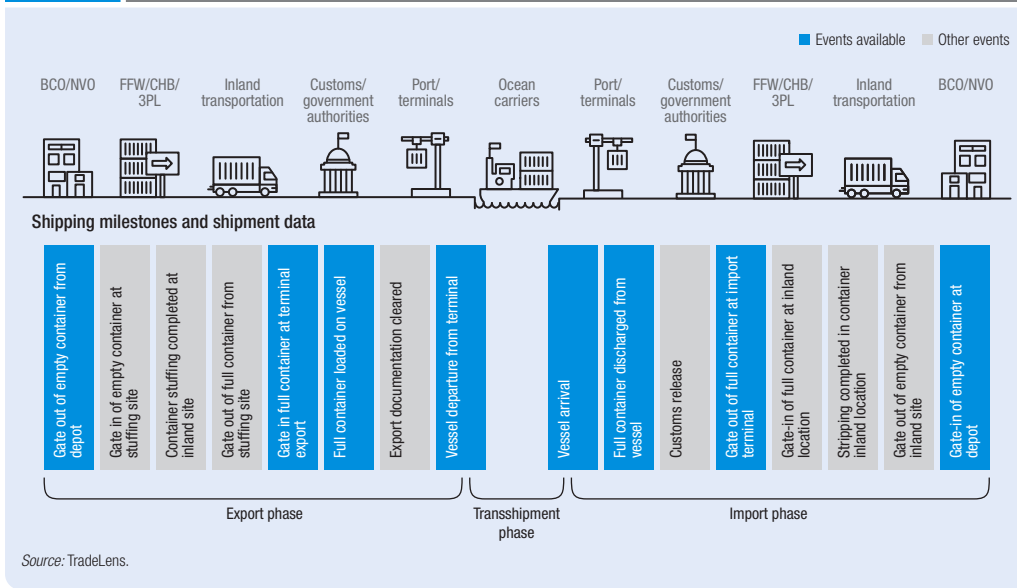 Events available
Other events
BCO/NVO
FFW/CHB/
3PL
Inland
transportation
Customs/
government
authorities
Port/
terminals
Ocean
carriers
Port/
terminals
Customs/
government
authorities
FFW/CHB/
3PL
Inland
transportation
BCO/NVO
Shipping milestones and shipment data
Gate out of empty container from
depot
Gate in of empty container at
stuffing site
Container stuffing completed at
inland site
Gate out of full container from
stuffing site
Gate in full container at terminal
export
Full container loaded on vessel
Export documentation cleared
Vessel departure from terminal
Vessel arrival
Full container discharged from
vessel
Customs release
Gate out of full container at import
terminal
Gate-in of full container at inland
location
Stripping completed in container
inland location
Gate out of empty container from
inland site
Gate-in of empty container at
depot
Export phase
Transshipment
phase
Import phase
Source: TradeLens.